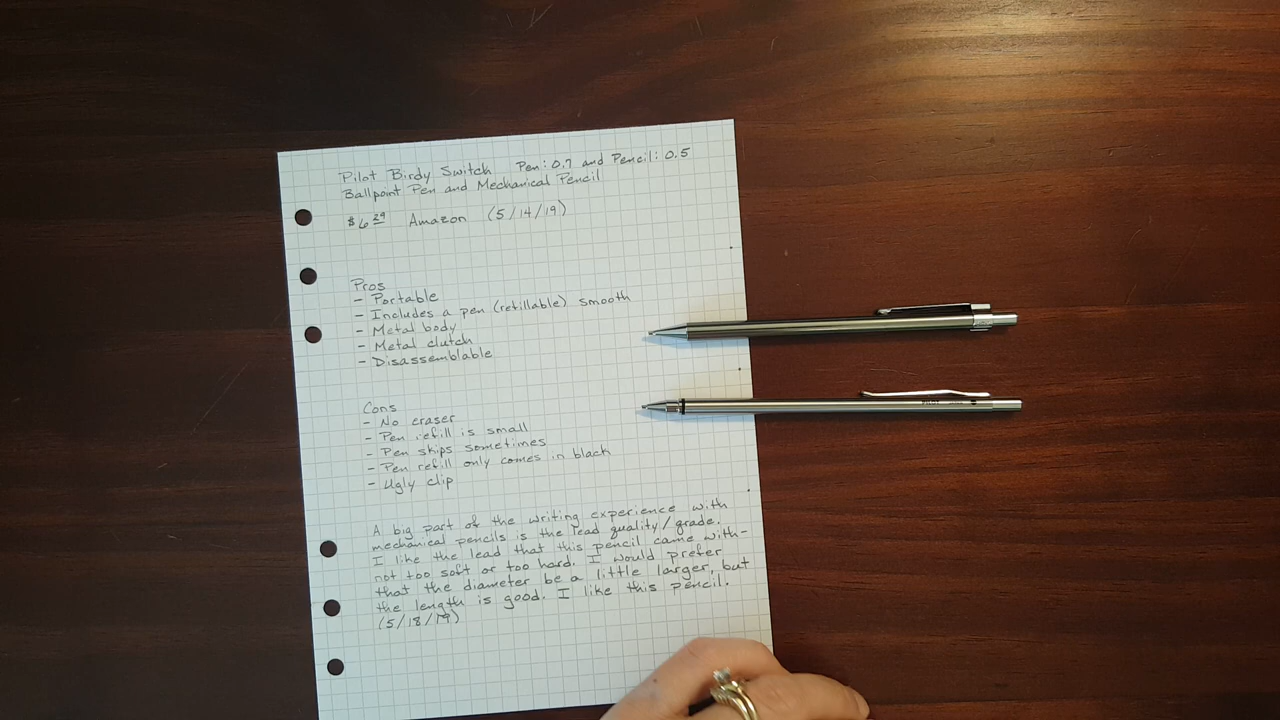 Pilot Birdy Switch Pen: 0.7 and Pencil: 0.5
Ballpoint Pen and Mechanical Pencil
$6.29 Amazon (5/14/19)
Pros
- Portable
- Includes a pen (refillable) smooth
- Metal body
- Metal clutch
- Disassemblable
Cons
- No eraser
- Pen refill is small
- Pen skips sometimes
- Pen refill only comes in black
- Ugly clip
A big part of the writing experience with
mechanical pencils is the lead quality/grade.
I like the lead that this pencil came with-
not too soft or too hard. I would prefer
that the diameter be a little larger, but
the length is good. I like this pencil.
(5/18/19)
PILOT